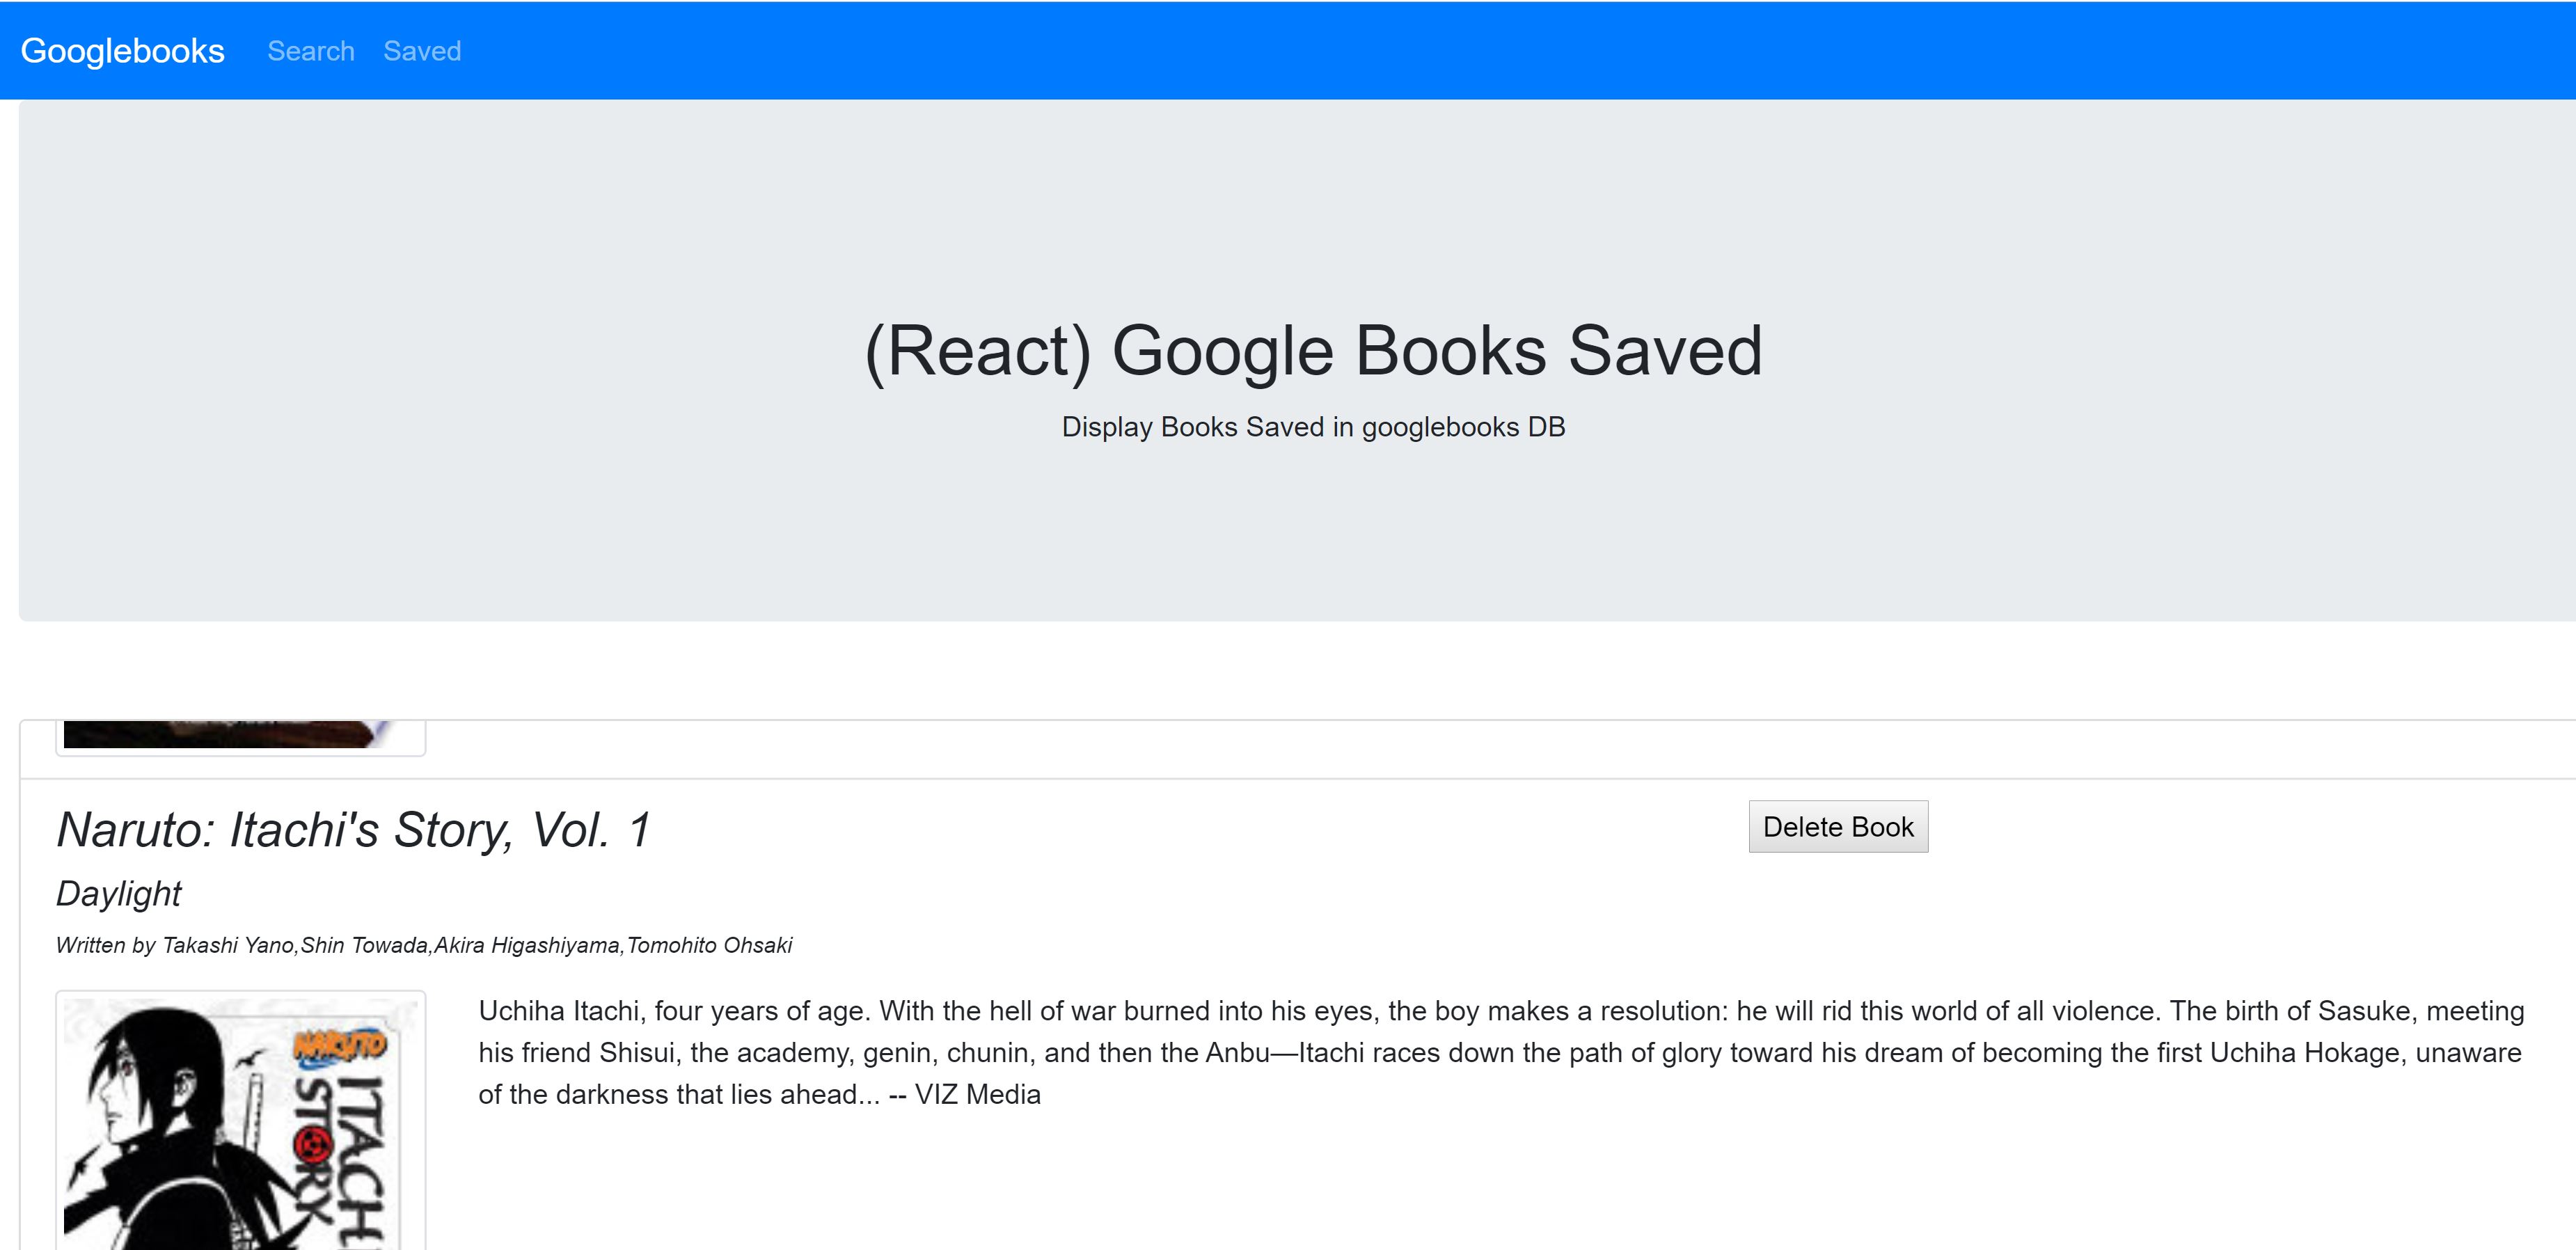 Googlebooks Search Saved
(React) Google Books Saved
Display Books Saved in googlebooks DB
Naruto: Itachi's Story, Vol. 1
Delete Book
Daylight
Written by Takashi Yano,Shin Towada,Akira Higashiyama,Tomohito Ohsaki
Uchiha Itachi, four years of age. With the hell of war burned into his eyes, the boy makes a resolution: he will rid this world of all violence. The birth of Sasuke, meeting
his friend Shisui, the academy, genin, chunin, and then the Anbu—Itachi races down the path of glory toward his dream of becoming the first Uchiha Hokage, unaware
of the darkness that lies ahead... -- VIZ Media
NARUTO
ITACHI
STORY